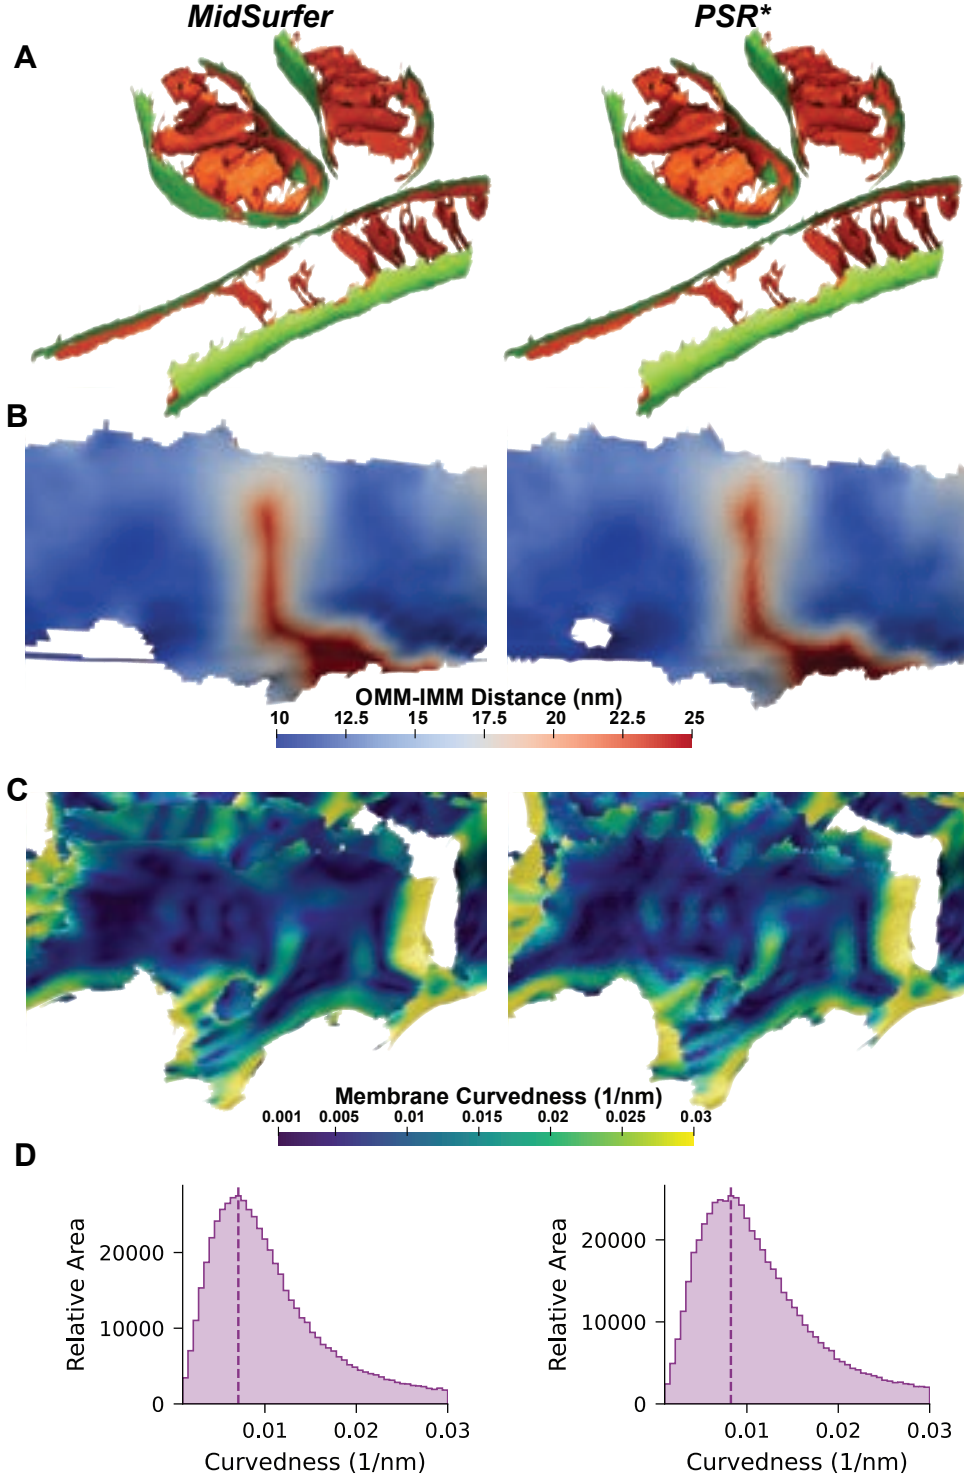 MidSurfer PSR*
A
B
OMM-IMM Distance (nm)
10 12.5 15 17.5 20 22.5 25
C
Membrane Curvedness (1/nm)
0.001 0.005 0.01 0.015 0.02 0.025 0.03
D
Relative Area
20000
10000
0
0.01 0.02 0.03
Curvedness (1/nm)
Relative Area
20000
10000
0
0.01 0.02 0.03
Curvedness (1/nm)